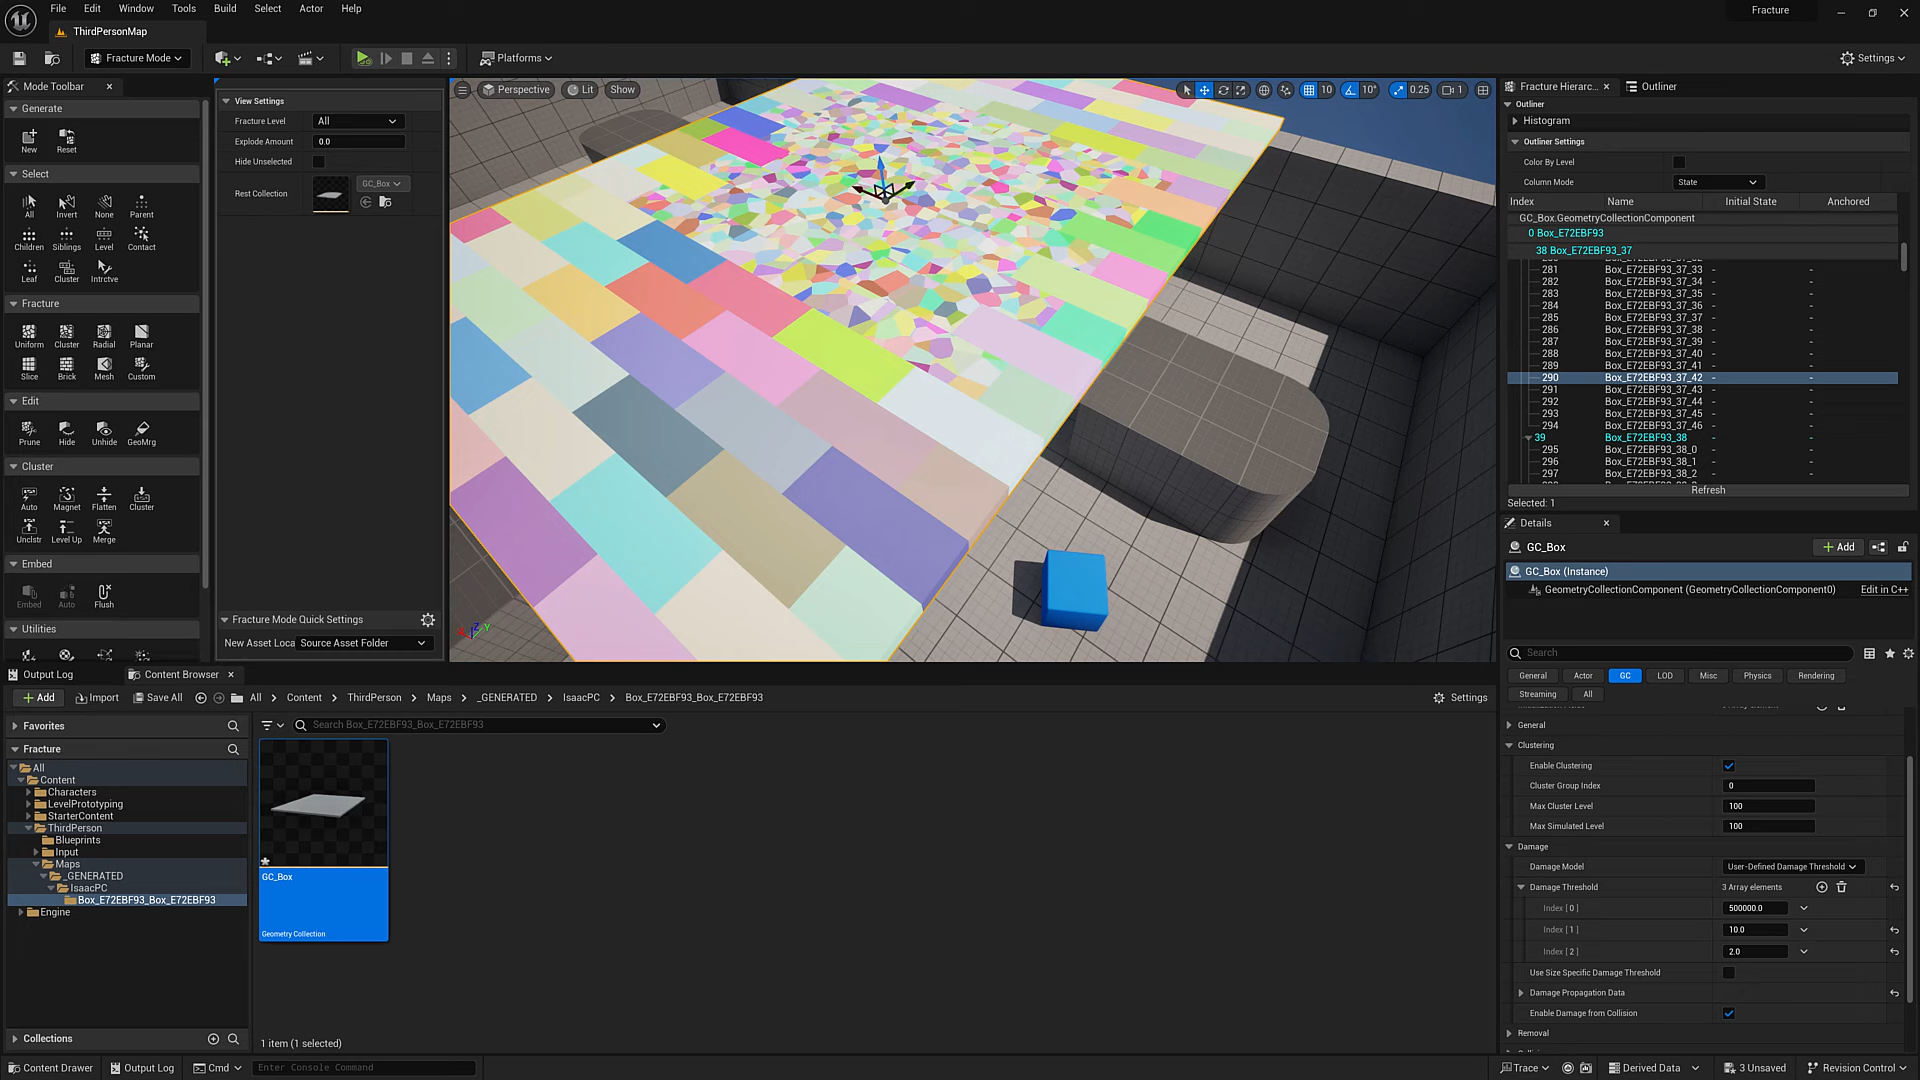 File Edit Window Tools Build Select Actor Help
Fracture
ThirdPersonMap
Fracture Mode
Platforms
Settings
Mode Toolbar
Generate
New Reset
Select
All Invert None Parent
Children Siblings Level Contact
Leaf Cluster Intrctve
Fracture
Uniform Cluster Radial Planar
Slice Brick Mesh Custom
Edit
Prune Hide Unhide GeoMrg
Cluster
Auto Magnet Flatten Cluster
Unclstr Level Up Merge
Embed
Embed Auto Flush
Utilities
View Settings
Fracture Level All
Explode Amount 0.0
Hide Unselected
Rest Collection GC_Box
Fracture Mode Quick Settings
New Asset Loca Source Asset Folder
Perspective Lit Show
10 10° 0.25 1
Z Y
Fracture Hierarc... Outliner
Outliner
Histogram
Outliner Settings
Color By Level
Column Mode State
Index Name Initial State Anchored
GC_Box.GeometryCollectionComponent
0 Box_E72EBF93
38 Box_E72EBF93_37
281 Box_E72EBF93_37_33 - -
282 Box_E72EBF93_37_34 - -
283 Box_E72EBF93_37_35 - -
284 Box_E72EBF93_37_36 - -
285 Box_E72EBF93_37_37 - -
286 Box_E72EBF93_37_38 - -
287 Box_E72EBF93_37_39 - -
288 Box_E72EBF93_37_40 - -
289 Box_E72EBF93_37_41 - -
290 Box_E72EBF93_37_42 - -
291 Box_E72EBF93_37_43 - -
292 Box_E72EBF93_37_44 - -
293 Box_E72EBF93_37_45 - -
294 Box_E72EBF93_37_46 - -
39 Box_E72EBF93_38 - -
295 Box_E72EBF93_38_0 - -
296 Box_E72EBF93_38_1 - -
297 Box_E72EBF93_38_2 - -
Refresh
Selected: 1
Details
GC_Box
Add
GC_Box (Instance)
GeometryCollectionComponent (GeometryCollectionComponent0) Edit in C++
Search
General Actor GC LOD Misc Physics Rendering
Streaming All
General
Clustering
Enable Clustering
Cluster Group Index 0
Max Cluster Level 100
Max Simulated Level 100
Damage
Damage Model User-Defined Damage Threshold
Damage Threshold 3 Array elements
Index [ 0 ] 500000.0
Index [ 1 ] 10.0
Index [ 2 ] 2.0
Use Size Specific Damage Threshold
Damage Propagation Data
Enable Damage from Collision
Removal
Output Log Content Browser
Add Import Save All All Content ThirdPerson Maps _GENERATED IsaacPC Box_E72EBF93_Box_E72EBF93 Settings
Favorites
Search Box_E72EBF93_Box_E72EBF93
Fracture
All
Content
Characters
LevelPrototyping
StarterContent
ThirdPerson
Blueprints
Input
Maps
_GENERATED
IsaacPC
Box_E72EBF93_Box_E72EBF93
Engine
GC_Box
Geometry Collection
Collections
1 item (1 selected)
Content Drawer Output Log Cmd Enter Console Command
Trace Derived Data 3 Unsaved Revision Control